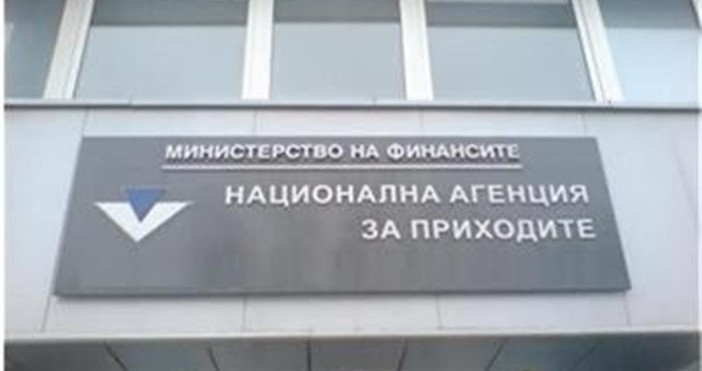 МИНИСТЕРСТВО НА ФИНАНСИТЕ
НАЦИОНАЛНА АГЕНЦИЯ
ЗА ПРИХОДИТЕ